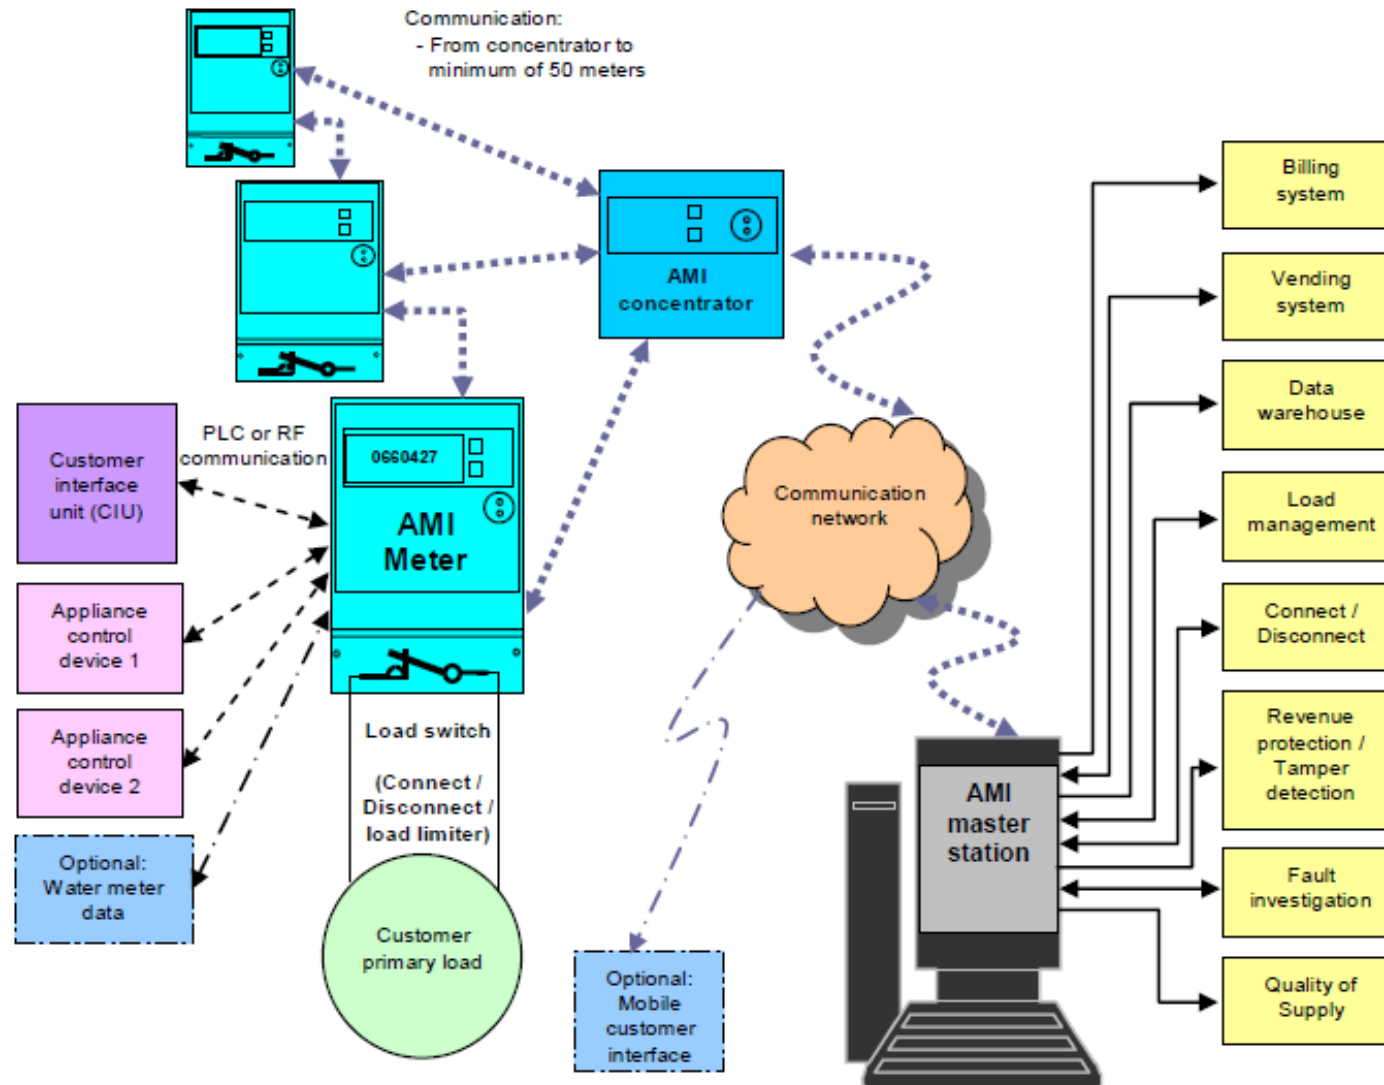 Communication:
- From concentrator to
minimum of 50 meters
AMI
concentrator
PLC or RF
communication
Customer
interface
unit (CIU)
0660427
AMI
Meter
Appliance
control
device 1
Appliance
control
device 2
Optional:
Water meter
data
Load switch
(Connect /
Disconnect /
load limiter)
Customer
primary load
Communication
network
Optional:
Mobile
customer
interface
AMI
master
station
Billing
system
Vending
system
Data
warehouse
Load
management
Connect /
Disconnect
Revenue
protection /
Tamper
detection
Fault
investigation
Quality of
Supply